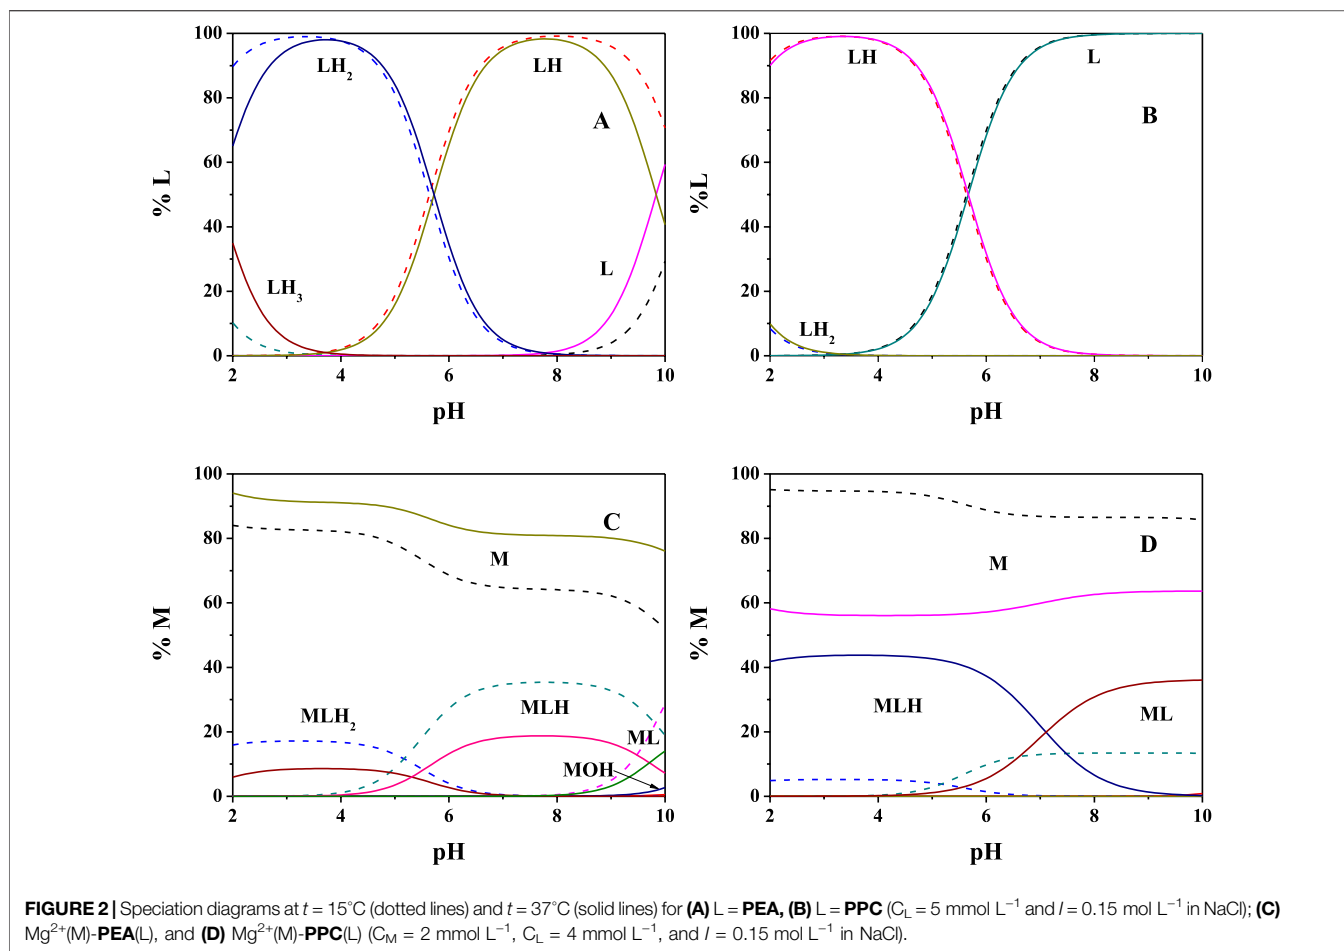 100
80
60
40
20
0
% L
LH2
LH
A
LH3
L
2
4
6
8
10
pH
100
80
60
40
20
0
%L
LH
L
B
LH2
2
4
6
8
10
pH
100
80
60
40
20
0
% M
C
M
MLH2
MLH
ML
MOH
2
4
6
8
10
pH
100
80
60
40
20
0
% M
D
M
MLH
ML
2
4
6
8
10
pH
FIGURE 2 | Speciation diagrams at t = 15°C (dotted lines) and t = 37°C (solid lines) for (A) L = PEA, (B) L = PPC (CL = 5 mmol L−1 and I = 0.15 mol L−1 in NaCl); (C)
Mg2+(M)-PEA(L), and (D) Mg2+(M)-PPC(L) (CM = 2 mmol L−1, CL = 4 mmol L−1, and I = 0.15 mol L−1 in NaCl).